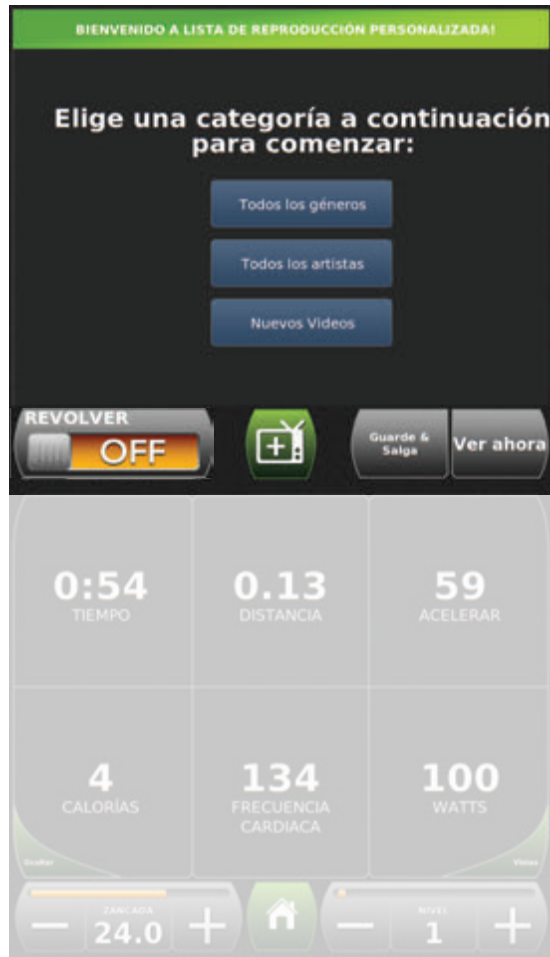 BIENVENIDO A LISTA DE REPRODUCCIÓN PERSONALIZADA!
Elige una categoría a continuación
para comenzar:
Todos los géneros
Todos los artistas
Nuevos Videos
REVOLVER
OFF
Guarde &
Salga
Ver ahora
0:54
TIEMPO
0.13
DISTANCIA
59
ACELERAR
4
CALORÍAS
134
FRECUENCIA
CARDIACA
100
WATTS
Ocultar
Vistas
ZANCADA
24.0
NIVEL
1